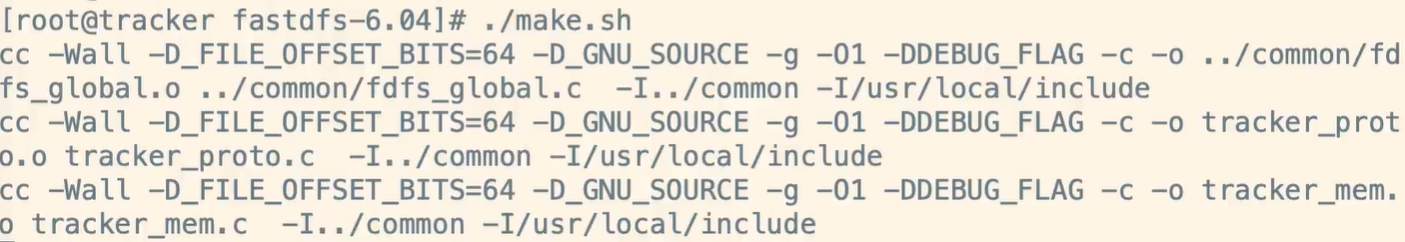 [root@tracker fastdfs-6.04]# ./make.sh
cc -Wall -D_FILE_OFFSET_BITS=64 -D_GNU_SOURCE -g -O1 -DDEBUG_FLAG -c -o ../common/fd
fs_global.o ../common/fdfs_global.c  -I../common -I/usr/local/include
cc -Wall -D_FILE_OFFSET_BITS=64 -D_GNU_SOURCE -g -O1 -DDEBUG_FLAG -c -o tracker_prot
o.o tracker_proto.c  -I../common -I/usr/local/include
cc -Wall -D_FILE_OFFSET_BITS=64 -D_GNU_SOURCE -g -O1 -DDEBUG_FLAG -c -o tracker_mem.
o tracker_mem.c  -I../common -I/usr/local/include